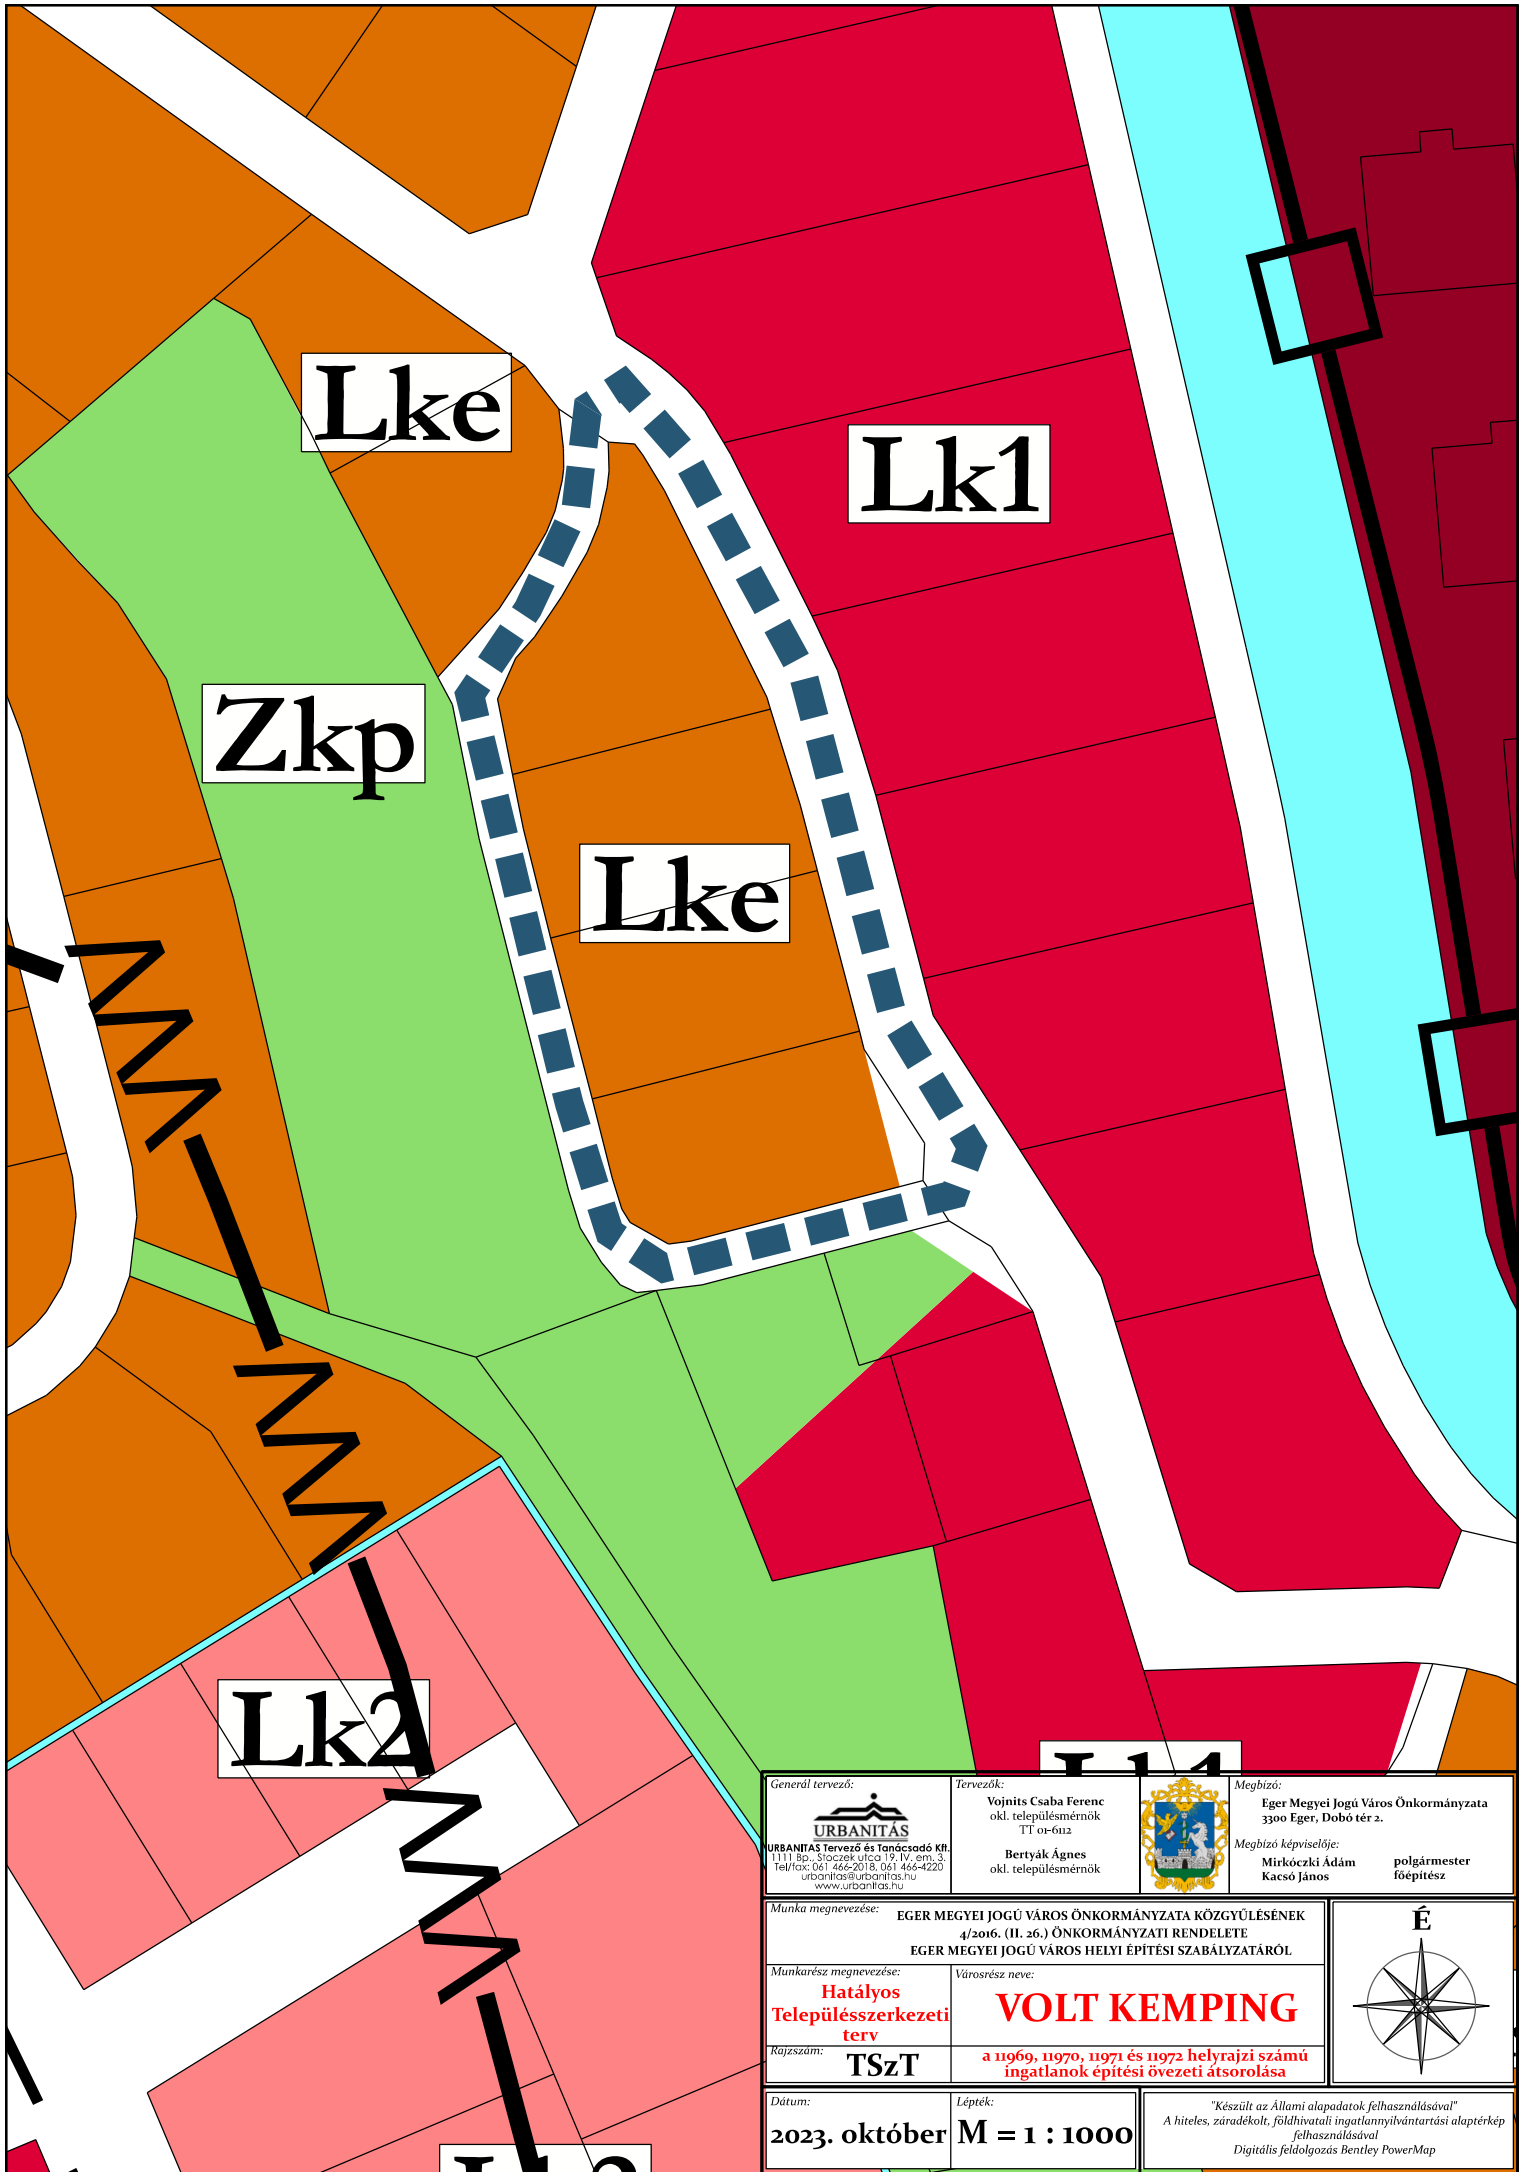 Lke
Lk1
Zkp
Lke
Lk2
Lk1
Generál tervező:
URBANITÁS
URBANITAS Tervező és Tanácsadó Kft.
1111 Bp., Stoczek utca 19. IV. em. 3.
Tel/fax: 061 466-2018, 061 466-4220
urbanitas@urbanitas.hu
www.urbanitas.hu
Tervezők:
Vojnits Csaba Ferenc
okl. településmérnök
TT 01-6112
Bertyák Ágnes
okl. településmérnök
Megbízó:
Eger Megyei Jogú Város Önkormányzata
3300 Eger, Dobó tér 2.
Megbízó képviselője:
Mirkóczki Ádám polgármester
Kacsó János főépítész
Munka megnevezése:
EGER MEGYEI JOGÚ VÁROS ÖNKORMÁNYZATA KÖZGYŰLÉSÉNEK
4/2016. (II. 26.) ÖNKORMÁNYZATI RENDELETE
EGER MEGYEI JOGÚ VÁROS HELYI ÉPÍTÉSI SZABÁLYZATÁRÓL
É
Munkarész megnevezése:
Hatályos
Településszerkezeti
terv
Városrész neve:
VOLT KEMPING
Rajzszám:
TSzT
a 11969, 11970, 11971 és 11972 helyrajzi számú
ingatlanok építési övezeti átsorolása
Dátum:
2023. október
Lépték:
M = 1 : 1000
"Készült az Állami alapadatok felhasználásával"
A hiteles, záradékolt, földhivatali ingatlannyilvántartási alaptérkép
felhasználásával
Digitális feldolgozás Bentley PowerMap